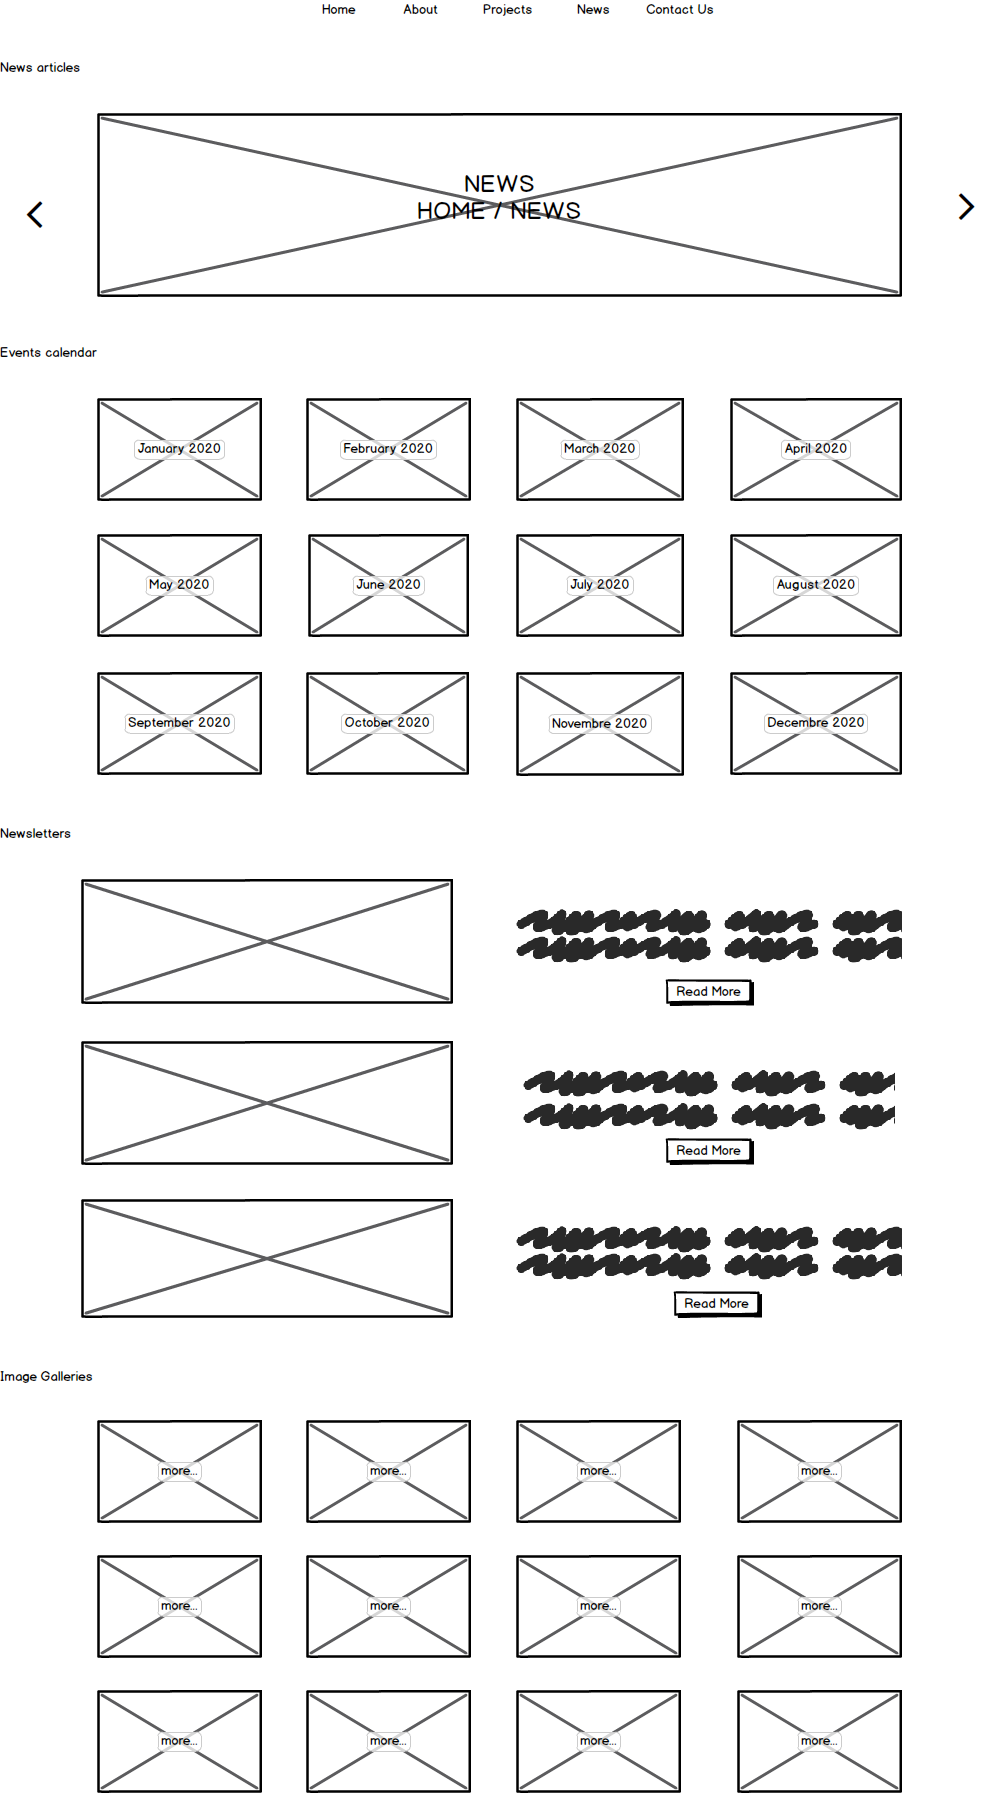 Home About Projects News Contact Us
News articles
NEWS
HOME / NEWS
Events calendar
January 2020 February 2020 March 2020 April 2020
May 2020 June 2020 July 2020 August 2020
September 2020 October 2020 Novembre 2020 Decembre 2020
Newsletters
Read More
Read More
Read More
Image Galleries
more... more... more... more...
more... more... more... more...
more... more... more... more...